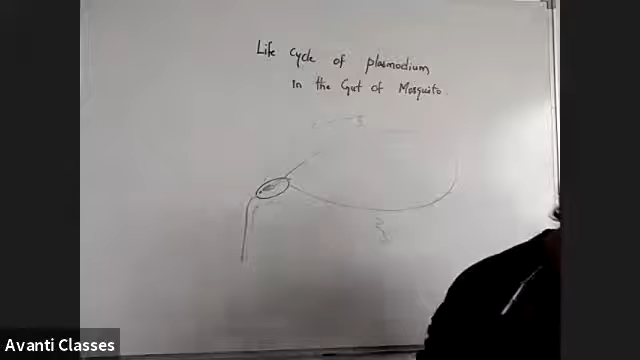 Life Cycle of plasmodium
in the Gut of Mosquito.
Avanti Classes